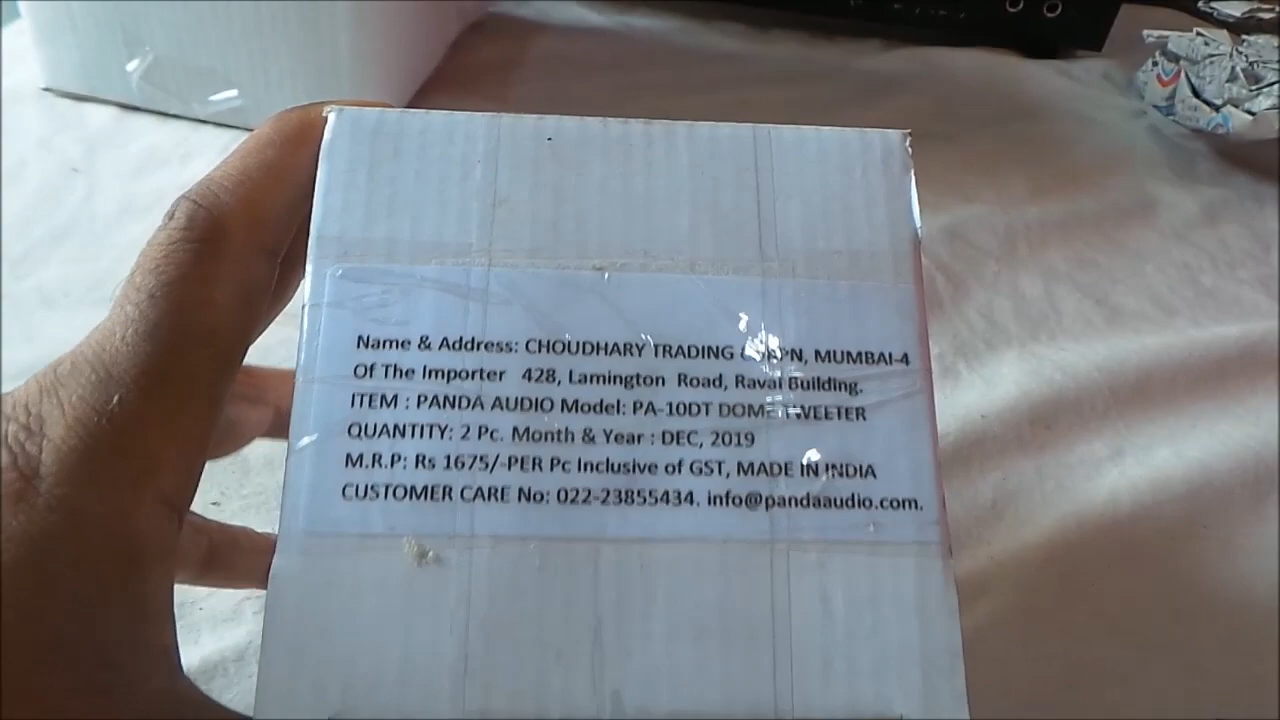 Name & Address: CHOUDHARY TRADING MUMBAI-4
Of The Importer 428, Lamington Road, Raval Building.
ITEM : PANDA AUDIO Model: PA-10DT DOME TWEETER
QUANTITY: 2 Pc. Month & Year : DEC, 2019
M.R.P: Rs 1675/-PER Pc Inclusive of GST, MADE IN INDIA
CUSTOMER CARE No: 022-23855434. info@pandaaudio.com.